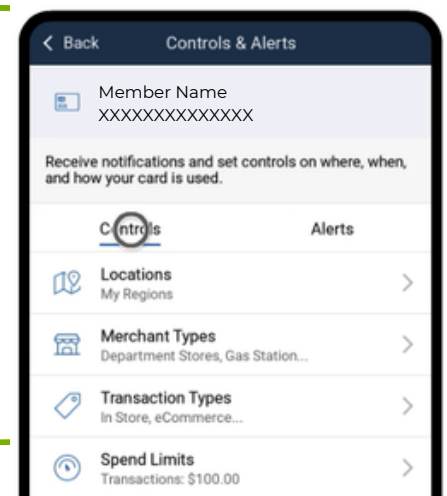 Back Controls & Alerts
Member Name
XXXXXXXXXXXXXX
Receive notifications and set controls on where, when,
and how your card is used.
Controls Alerts
Locations
My Regions
Merchant Types
Department Stores, Gas Station...
Transaction Types
In Store, eCommerce...
Spend Limits
Transactions: $100.00